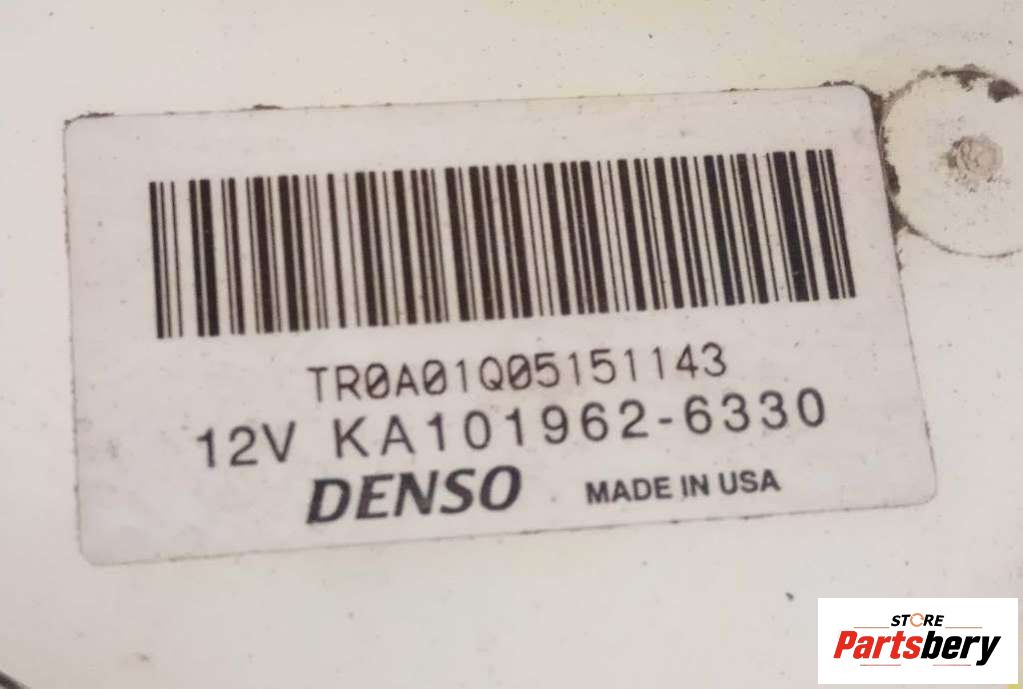 TR0A01Q05151143
12V KA101962-6330
DENSO MADE IN USA
STORE
Partsbery